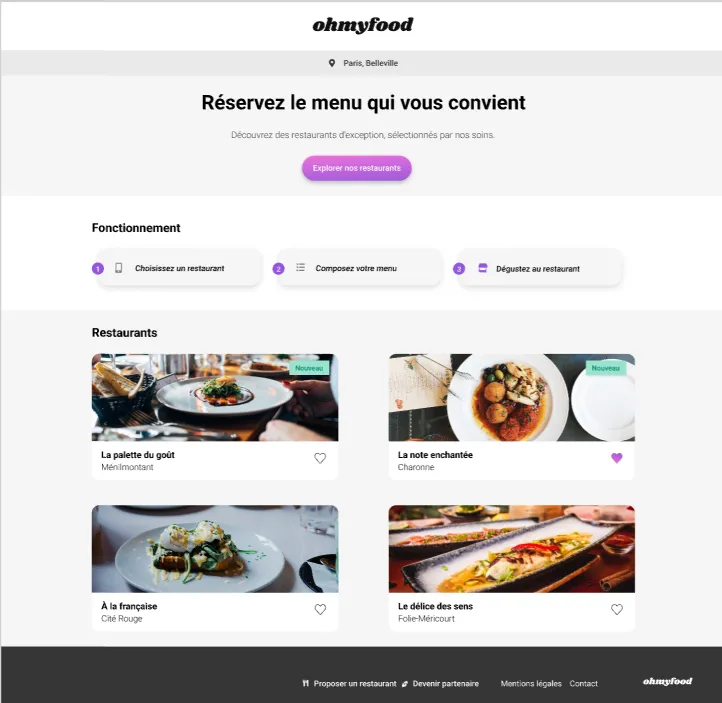 ohmyfood
Paris, Belleville
Réservez le menu qui vous convient
Découvrez des restaurants d'exception, sélectionnés par nos soins.
Explorer nos restaurants
Fonctionnement
1 Choisissez un restaurant
2 Composez votre menu
3 Dégustez au restaurant
Restaurants
Nouveau
La palette du goût
Ménilmontant
Nouveau
La note enchantée
Charonne
À la française
Cité Rouge
Le délice des sens
Folie-Méricourt
Proposer un restaurant Devenir partenaire Mentions légales Contact ohmyfood